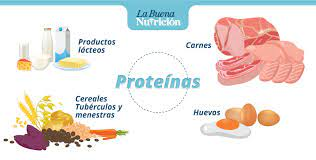 La Buena
Nutrición
Productos
lácteos
Carnes
Proteínas
Cereales
Tubérculos y
menestras
Huevos